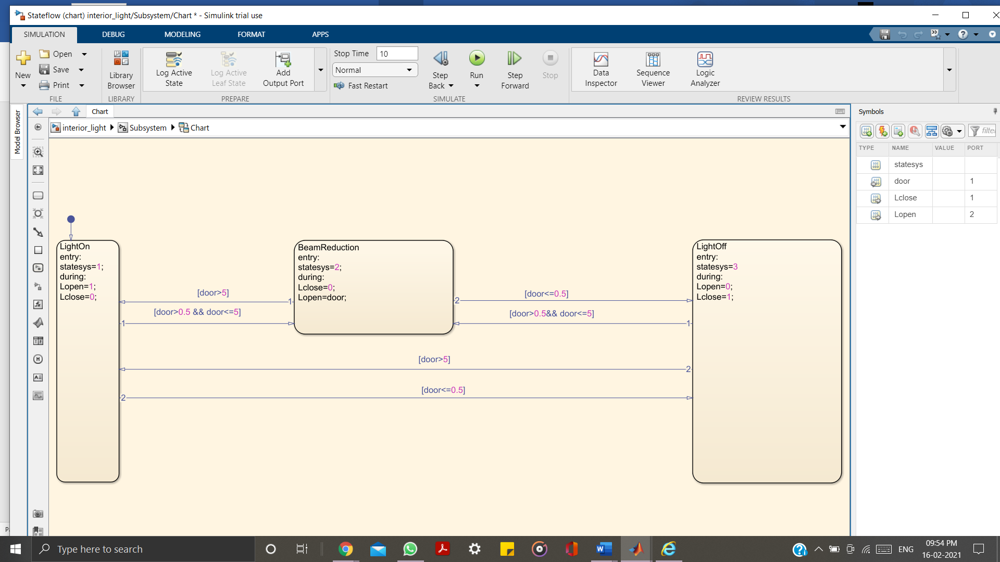 Stateflow (chart) interior_light/Subsystem/Chart * - Simulink trial use
SIMULATION DEBUG MODELING FORMAT APPS
New
Open
Save
Print
FILE
Library
Browser
LIBRARY
Log Active
State
Log Active
Leaf State
Add
Output Port
PREPARE
Stop Time 10
Normal
Fast Restart
Step
Back
Run
Step
Forward
Stop
SIMULATE
Data
Inspector
Sequence
Viewer
Logic
Analyzer
REVIEW RESULTS
Model Browser
Chart
interior_light Subsystem Chart
LightOn
entry:
statesys=1;
during:
Lopen=1;
Lclose=0;
BeamReduction
entry:
statesys=2;
during:
Lclose=0;
Lopen=door;
LightOff
entry:
statesys=3
during:
Lopen=0;
Lclose=1;
[door>5]
1
[door>0.5 && door<=5]
1
[door<=0.5]
2
[door>0.5&& door<=5]
1
[door>5]
2
[door<=0.5]
2
Symbols
filter
TYPE NAME VALUE PORT
statesys
door 1
Lclose 1
Lopen 2
Type here to search
ENG
09:54 PM
16-02-2021